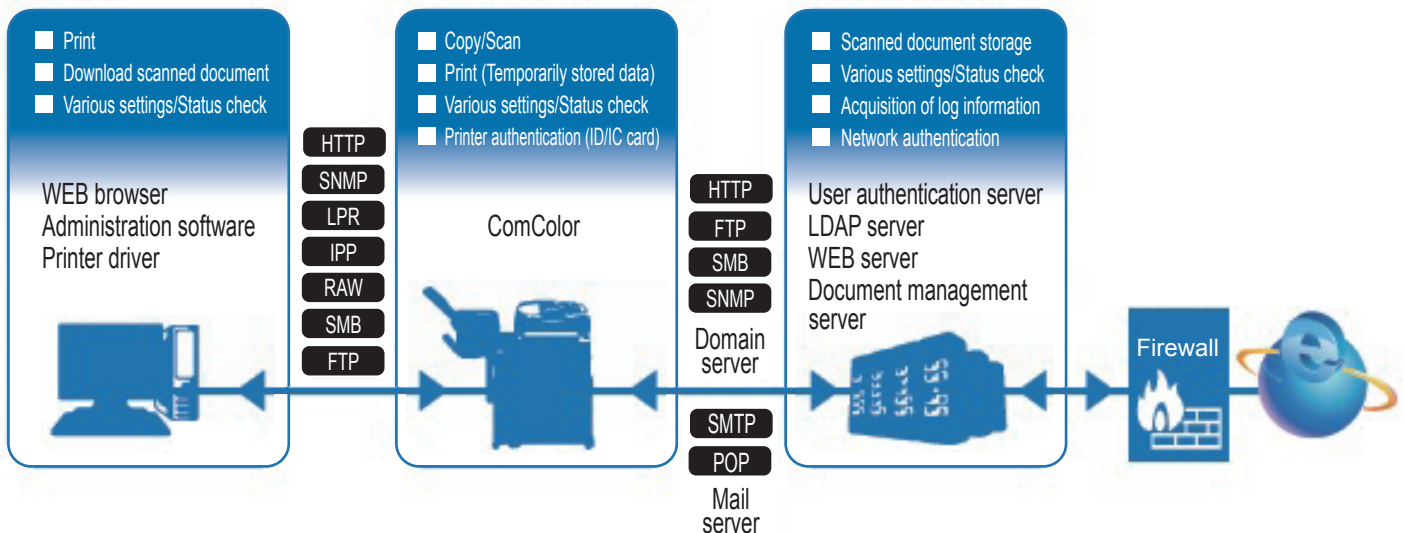 Print
Download scanned document
Various settings/Status check
WEB browser
Administration software
Printer driver
HTTP
SNMP
LPR
IPP
RAW
SMB
FTP
Copy/Scan
Print (Temporarily stored data)
Various settings/Status check
Printer authentication (ID/IC card)
ComColor
HTTP
FTP
SMB
SNMP
Domain
server
SMTP
POP
Mail
server
Scanned document storage
Various settings/Status check
Acquisition of log information
Network authentication
User authentication server
LDAP server
WEB server
Document management
server
Firewall
e